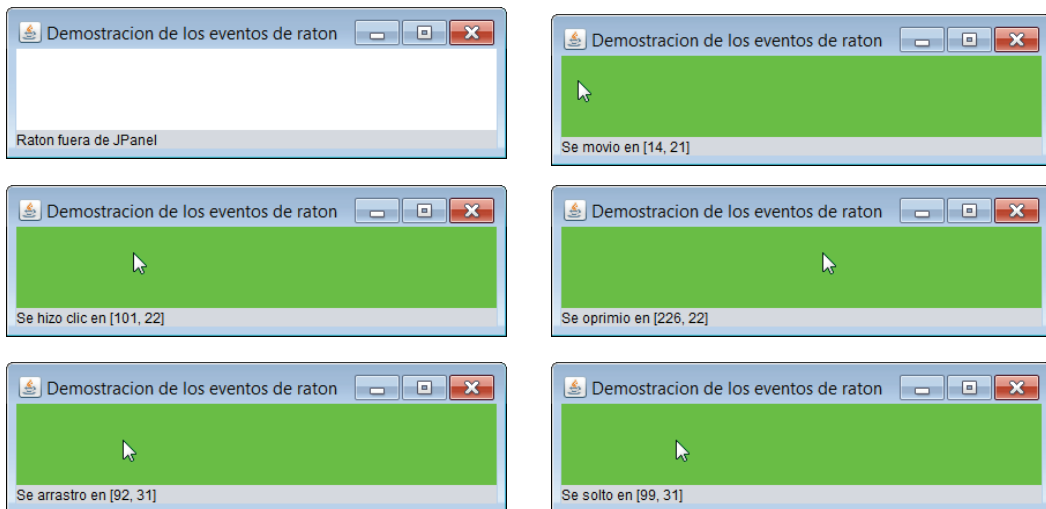 Demostracion de los eventos de raton
Raton fuera de JPanel
Demostracion de los eventos de raton
Se movio en [14, 21]
Demostracion de los eventos de raton
Se hizo clic en [101, 22]
Demostracion de los eventos de raton
Se oprimio en [226, 22]
Demostracion de los eventos de raton
Se arrastro en [92, 31]
Demostracion de los eventos de raton
Se solto en [99, 31]